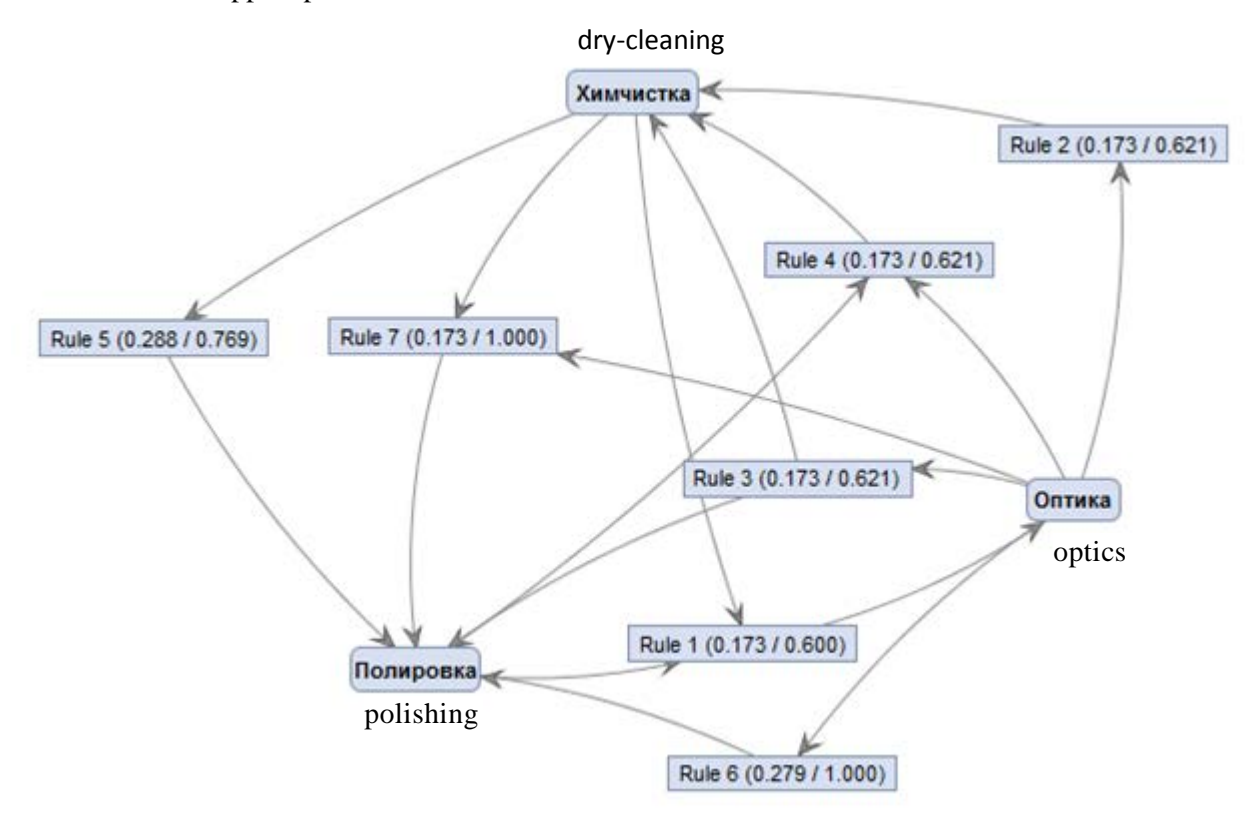 dry-cleaning
Химчистка
Rule 2 (0.173 / 0.621)
Rule 4 (0.173 / 0.621)
Rule 5 (0.288 / 0.769)
Rule 7 (0.173 / 1.000)
Rule 3 (0.173 / 0.621)
Оптика
optics
Rule 1 (0.173 / 0.600)
Полировка
polishing
Rule 6 (0.279 / 1.000)